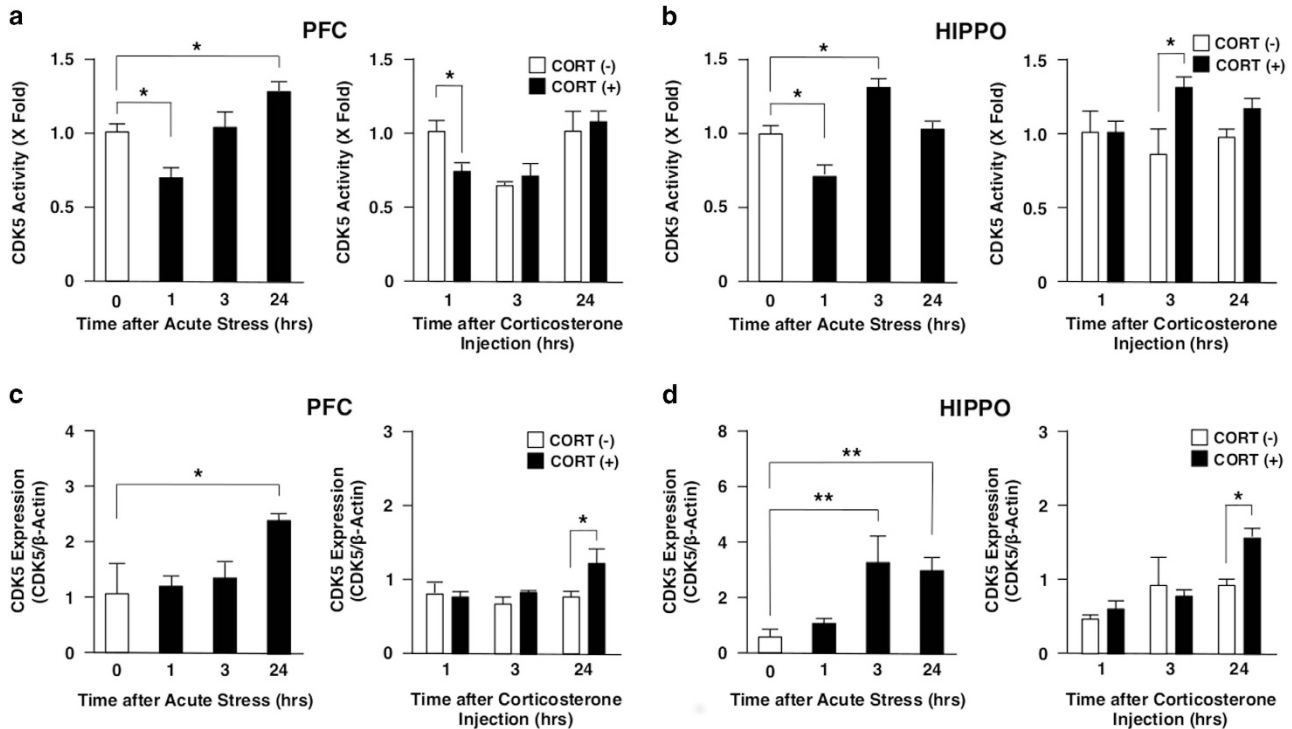 a
PFC
CDK5 Activity (X Fold)
1.5
1.0
0.5
0
*
*
0 1 3 24
Time after Acute Stress (hrs)
CDK5 Activity (X Fold)
1.5
1.0
0.5
0
*
CORT (-)
CORT (+)
1 3 24
Time after Corticosterone
Injection (hrs)
b
HIPPO
CDK5 Activity (X Fold)
1.5
1.0
0.5
0
*
*
0 1 3 24
Time after Acute Stress (hrs)
CDK5 Activity (X Fold)
1.5
1.0
0.5
0
*
CORT (-)
CORT (+)
1 3 24
Time after Corticosterone
Injection (hrs)
c
PFC
CDK5 Expression
(CDK5/β-Actin)
4
3
2
1
0
*
0 1 3 24
Time after Acute Stress (hrs)
CDK5 Expression
(CDK5/β-Actin)
3
2
1
0
CORT (-)
CORT (+)
*
1 3 24
Time after Corticosterone
Injection (hrs)
d
HIPPO
CDK5 Expression
(CDK5/β-Actin)
8
6
4
2
0
**
**
0 1 3 24
Time after Acute Stress (hrs)
CDK5 Expression
(CDK5/β-Actin)
3
2
1
0
CORT (-)
CORT (+)
*
1 3 24
Time after Corticosterone
Injection (hrs)